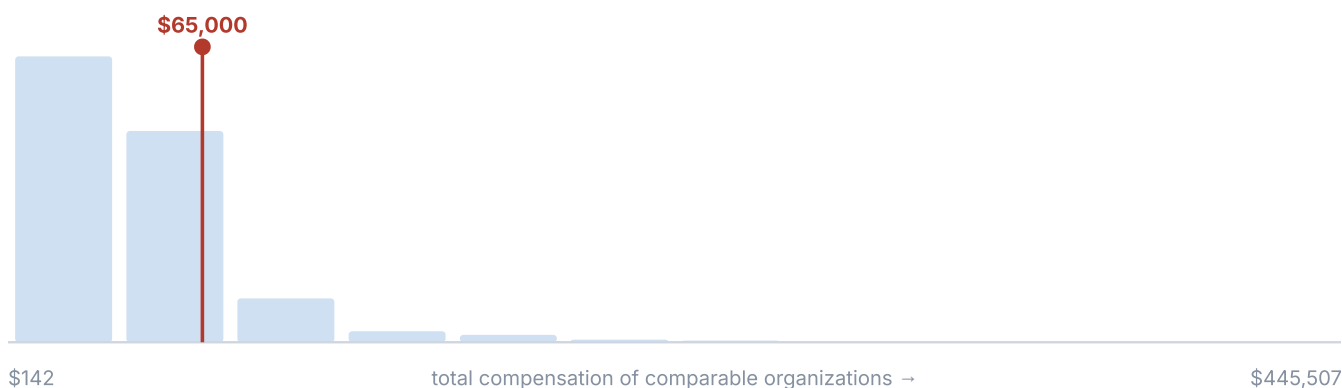 $65,000
$142 total compensation of comparable organizations → $445,507